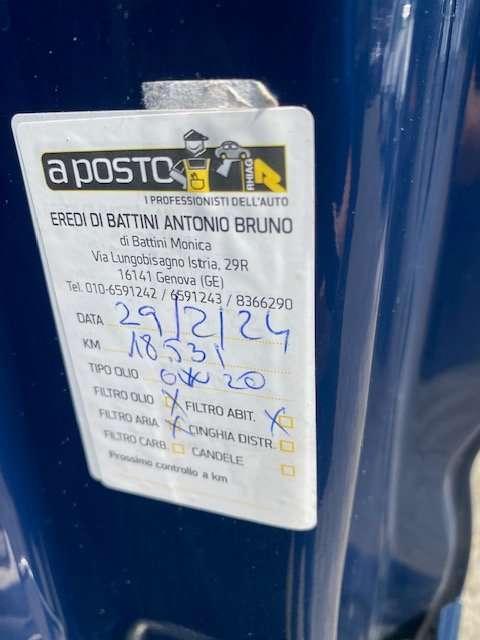 a posto
RHIAG
I PROFESSIONISTI DELL'AUTO
EREDI DI BATTINI ANTONIO BRUNO
di Battini Monica
Via Lungobisagno Istria, 29R
16141 Genova (GE)
Tel. 010-6591242 / 6591243 / 8366290
DATA 29/2/24
KM 18531
TIPO OLIO 0W 20
FILTRO OLIO X FILTRO ABIT. X
FILTRO ARIA X CINGHIA DISTR.
FILTRO CARB. CANDELE
Prossimo controllo a km